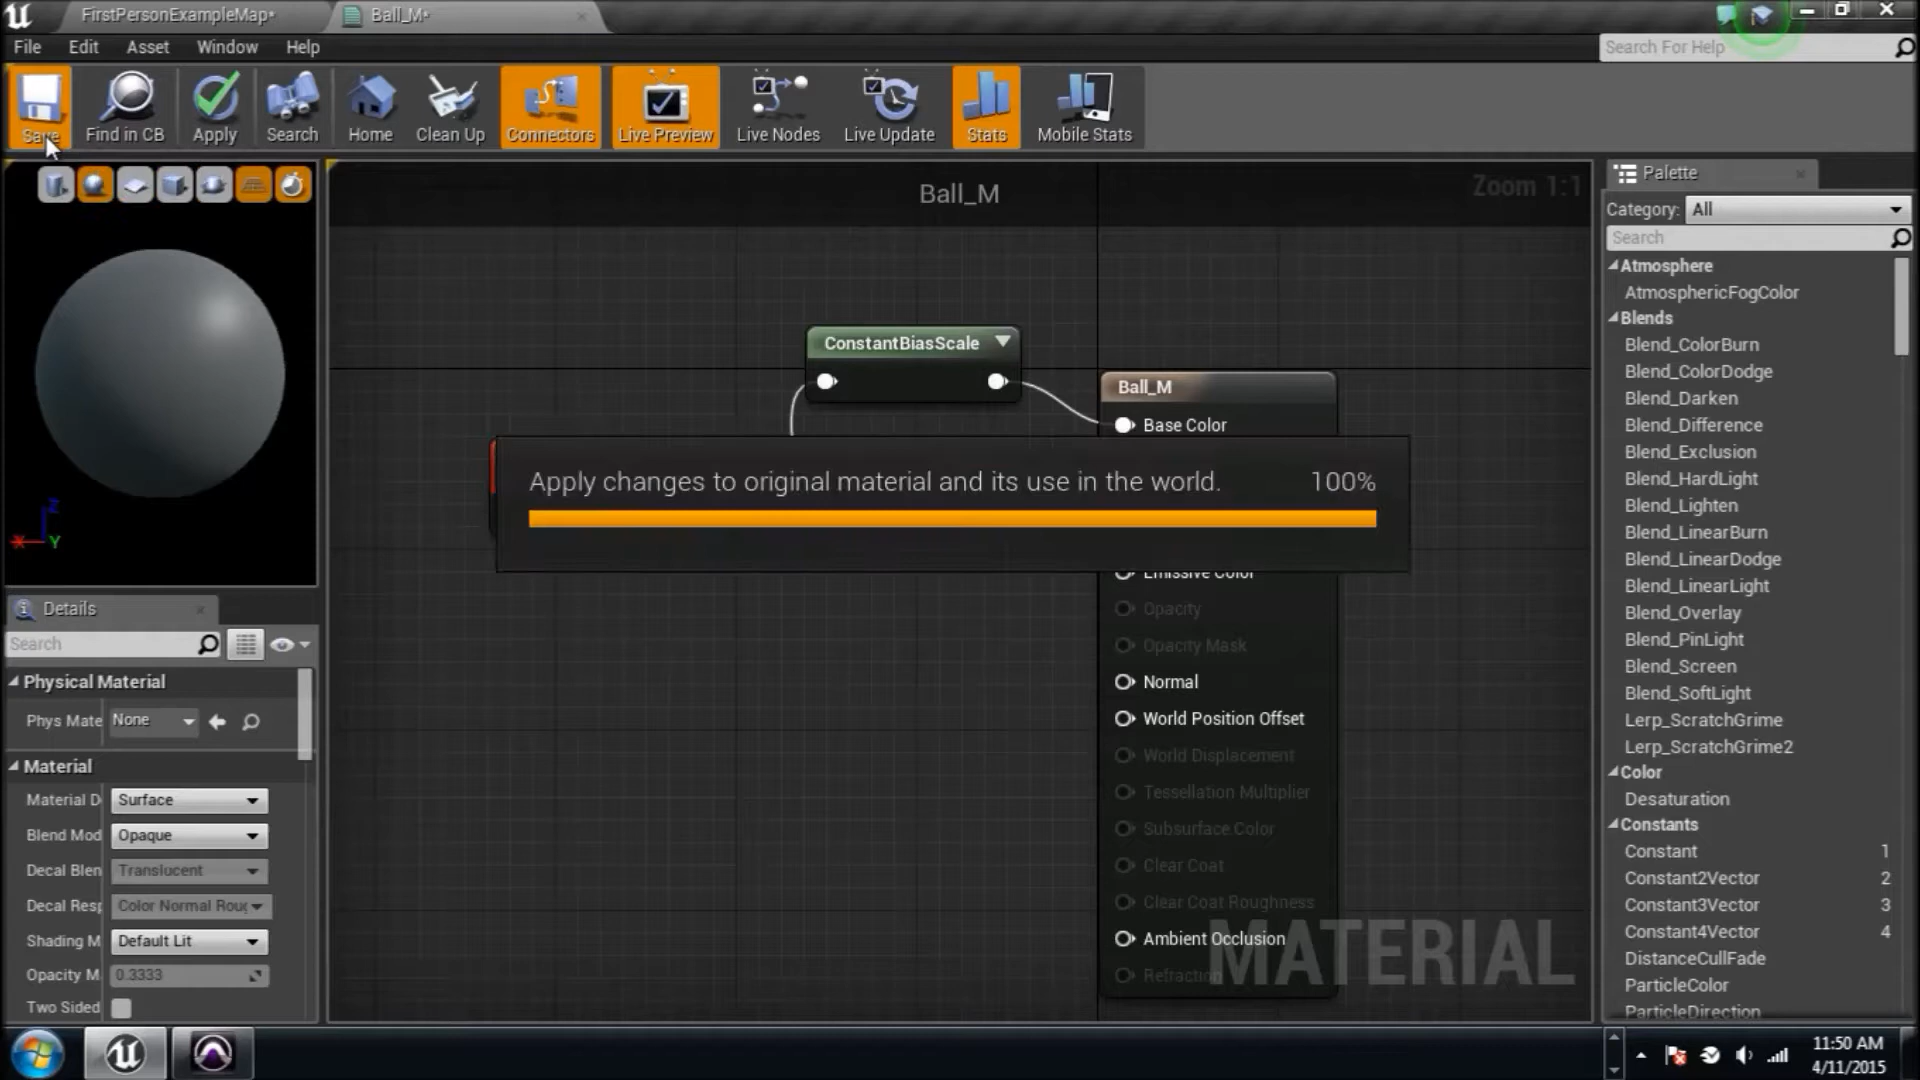 FirstPersonExampleMap*
Ball_M*
File Edit Asset Window Help
Search For Help
Save
Find in CB
Apply
Search
Home
Clean Up
Connectors
Live Preview
Live Nodes
Live Update
Stats
Mobile Stats
Ball_M
Zoom 1:1
ConstantBiasScale
Ball_M
Base Color
Apply changes to original material and its use in the world. 100%
Emissive Color
Opacity
Opacity Mask
Normal
World Position Offset
World Displacement
Tessellation Multiplier
Subsurface Color
Clear Coat
Clear Coat Roughness
Ambient Occlusion
Refraction
MATERIAL
X Y Z
Details
Search
Physical Material
Phys Mate None
Material
Material D Surface
Blend Mod Opaque
Decal Blen Translucent
Decal Resp Color Normal Roug
Shading M Default Lit
Opacity M 0.3333
Two Sided
Palette
Category: All
Search
Atmosphere
AtmosphericFogColor
Blends
Blend_ColorBurn
Blend_ColorDodge
Blend_Darken
Blend_Difference
Blend_Exclusion
Blend_HardLight
Blend_Lighten
Blend_LinearBurn
Blend_LinearDodge
Blend_LinearLight
Blend_Overlay
Blend_PinLight
Blend_Screen
Blend_SoftLight
Lerp_ScratchGrime
Lerp_ScratchGrime2
Color
Desaturation
Constants
Constant 1
Constant2Vector 2
Constant3Vector 3
Constant4Vector 4
DistanceCullFade
ParticleColor
ParticleDirection
11:50 AM
4/11/2015